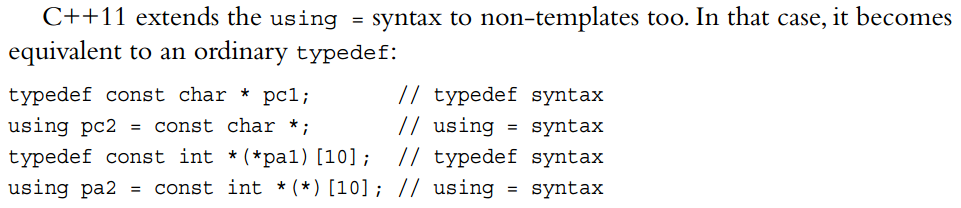 C++11 extends the using = syntax to non-templates too. In that case, it becomes
equivalent to an ordinary typedef:
typedef const char * pc1;       // typedef syntax
using pc2 = const char *;       // using = syntax
typedef const int *(*pa1)[10];  // typedef syntax
using pa2 = const int *(*)[10]; // using = syntax